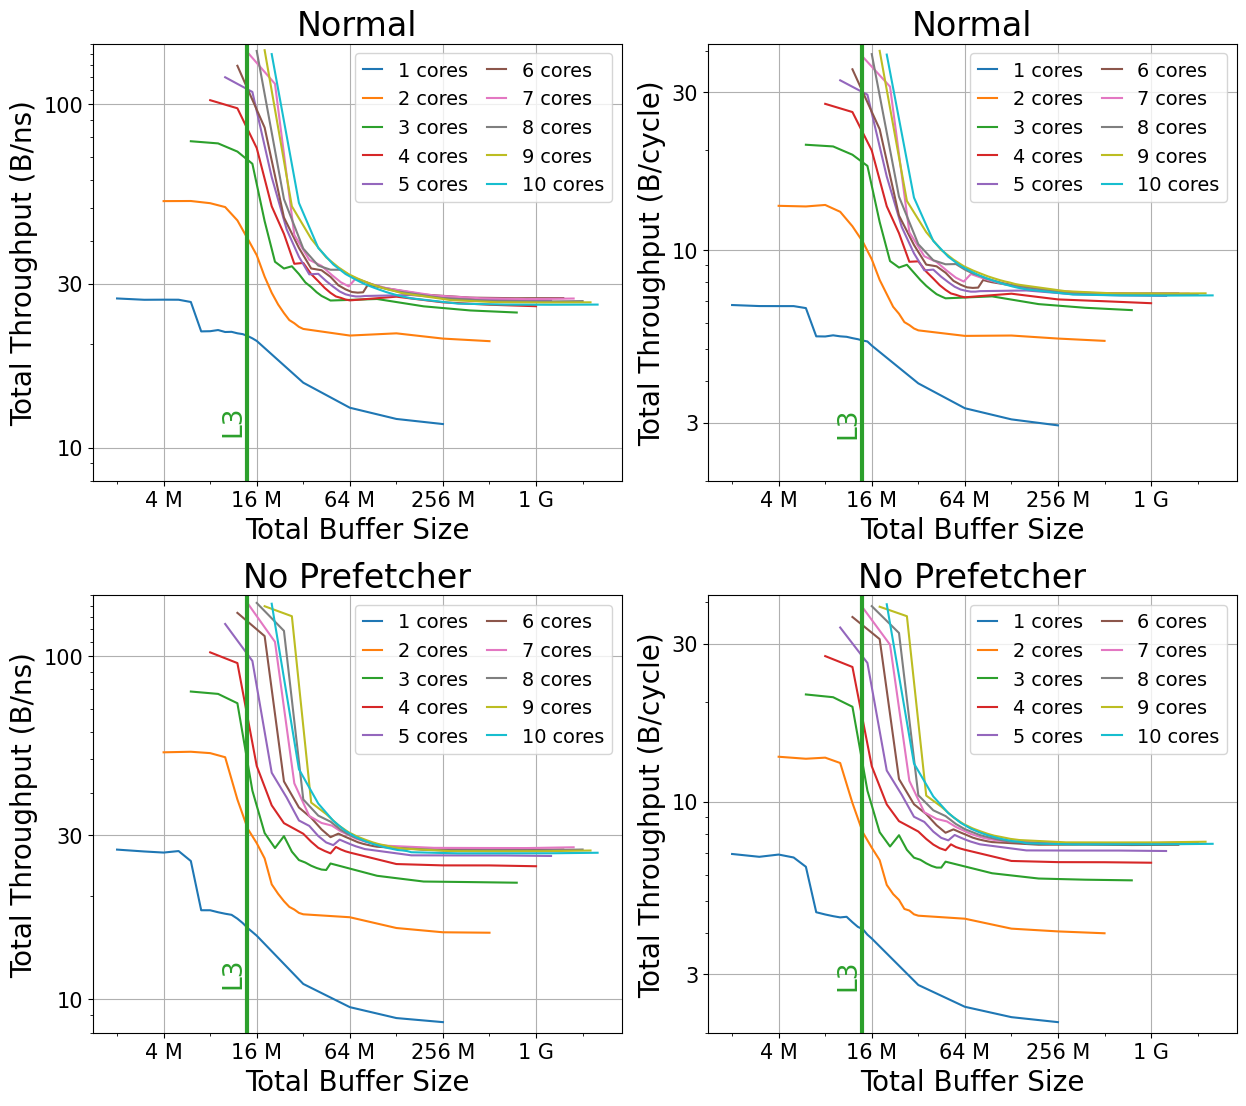 Normal
Total Throughput (B/ns)
100
30
10
1 cores
2 cores
3 cores
4 cores
5 cores
6 cores
7 cores
8 cores
9 cores
10 cores
L3
4 M
16 M
64 M
256 M
1 G
Total Buffer Size
Normal
Total Throughput (B/cycle)
30
10
3
1 cores
2 cores
3 cores
4 cores
5 cores
6 cores
7 cores
8 cores
9 cores
10 cores
L3
4 M
16 M
64 M
256 M
1 G
Total Buffer Size
No Prefetcher
Total Throughput (B/ns)
100
30
10
1 cores
2 cores
3 cores
4 cores
5 cores
6 cores
7 cores
8 cores
9 cores
10 cores
L3
4 M
16 M
64 M
256 M
1 G
Total Buffer Size
No Prefetcher
Total Throughput (B/cycle)
30
10
3
1 cores
2 cores
3 cores
4 cores
5 cores
6 cores
7 cores
8 cores
9 cores
10 cores
L3
4 M
16 M
64 M
256 M
1 G
Total Buffer Size